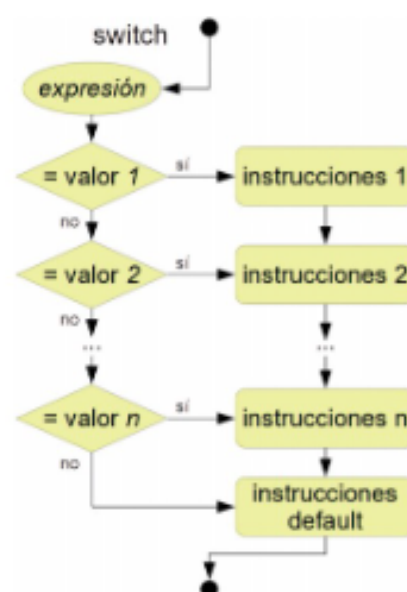 switch
expresión
= valor 1
sí
instrucciones 1
no
= valor 2
sí
instrucciones 2
no
...
...
= valor n
sí
instrucciones n
no
instrucciones
default